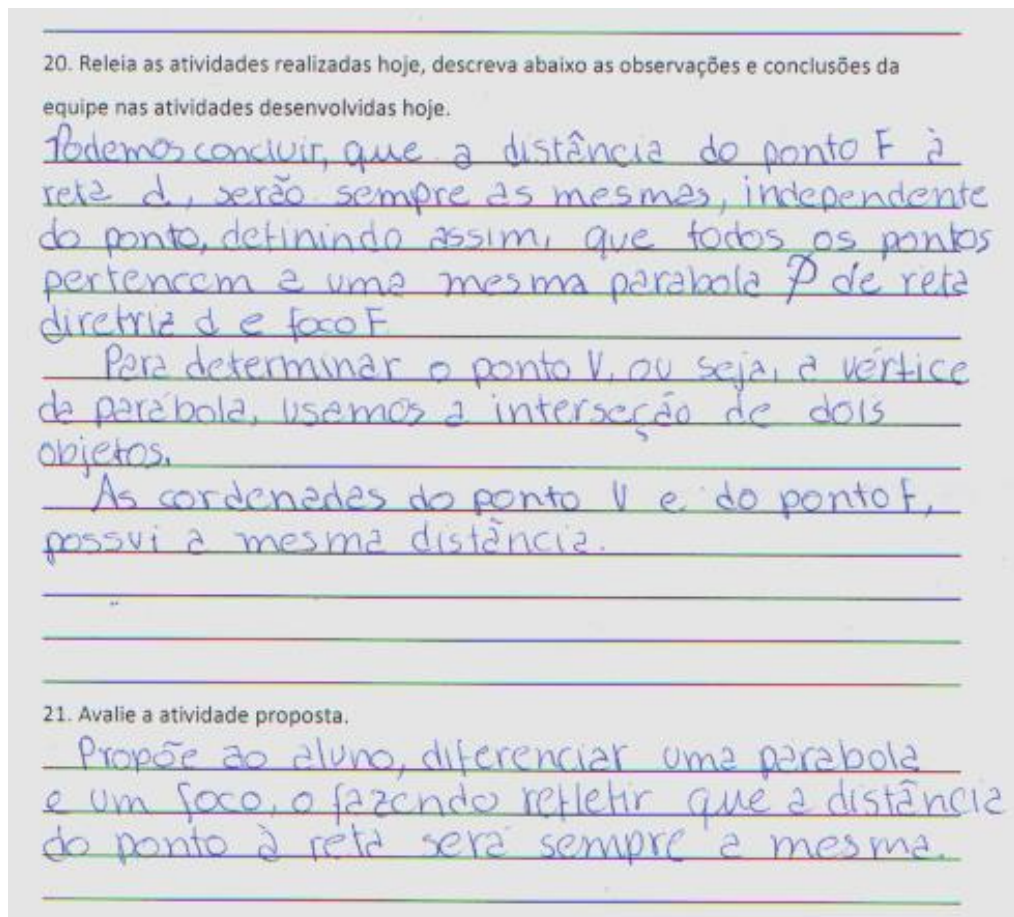 20. Releia as atividades realizadas hoje, descreva abaixo as observações e conclusões da
equipe nas atividades desenvolvidas hoje.
Podemos concluir, que a distância do ponto F à
reta d, serão sempre as mesmas, independente
do ponto, definindo assim, que todos os pontos
pertencem a uma mesma parabola P de reta
diretriz d e foco F
Para determinar o ponto V, ou seja, a vértice
da parábola, usamos a interseção de dois
objetos.
As cordenadas do ponto V e do ponto F,
possui a mesma distância.
21. Avalie a atividade proposta.
Propõe ao aluno, diferenciar uma parabola
e um foco, o fazendo refletir que a distância
do ponto à reta será sempre a mesma.